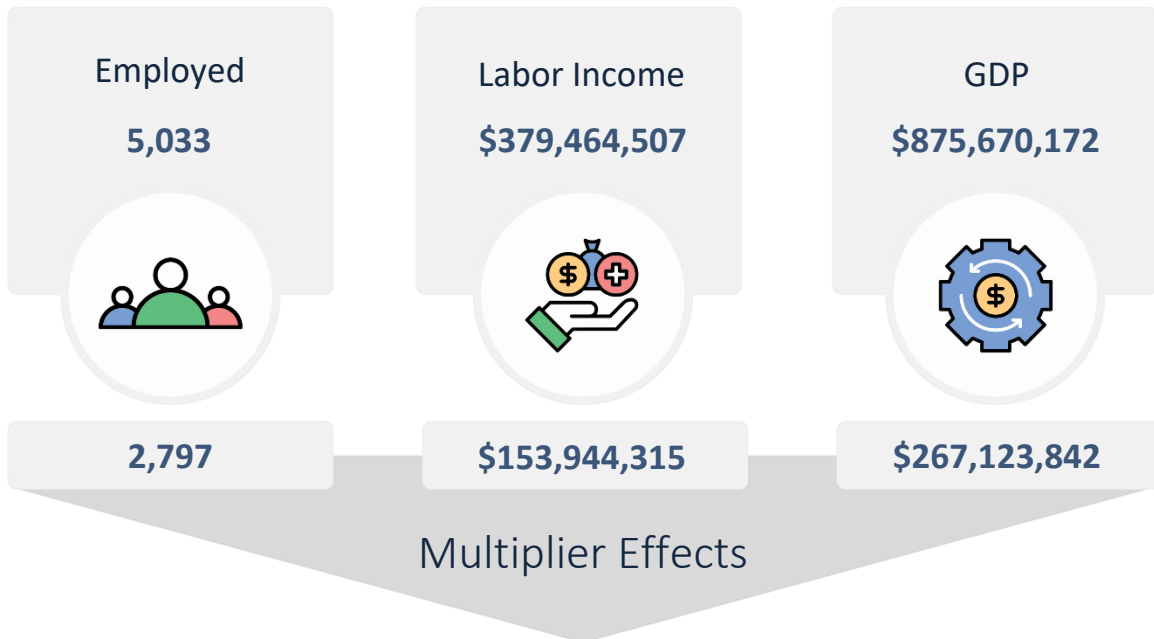 Employed
5,033
Labor Income
$379,464,507
GDP
$875,670,172
2,797
$153,944,315
$267,123,842
Multiplier Effects